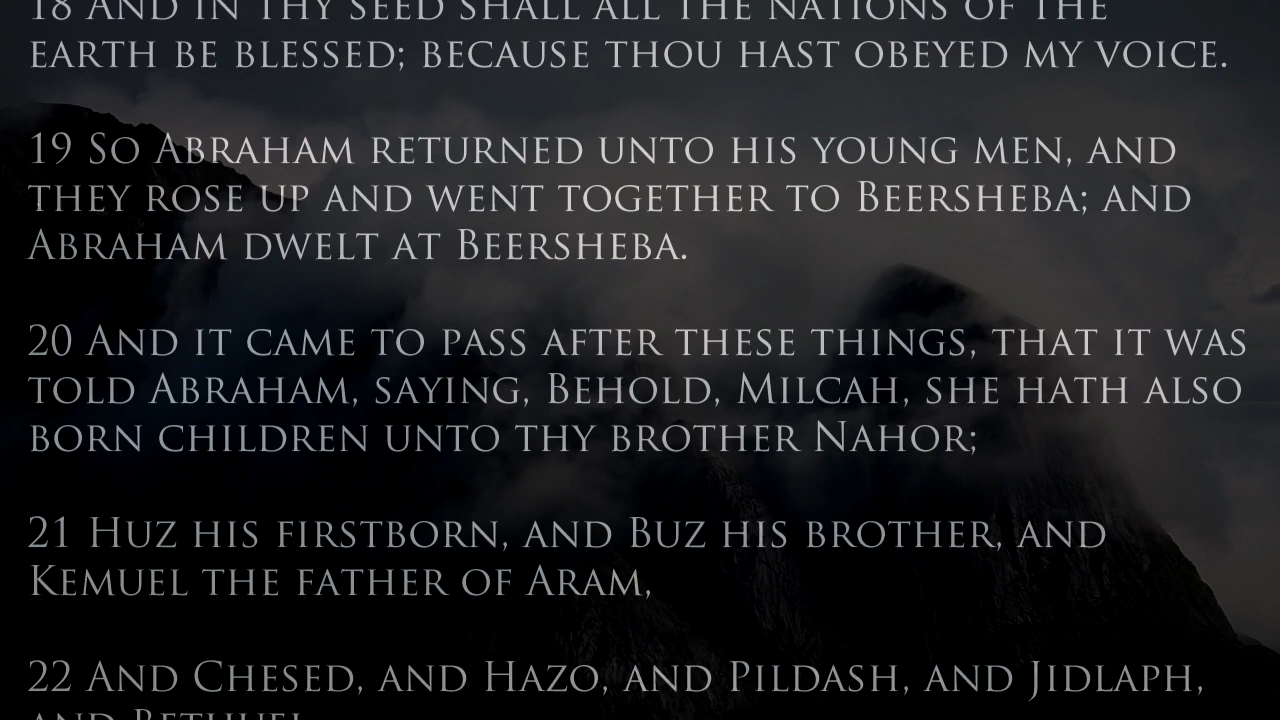 18 And in thy seed shall all the nations of the
earth be blessed; because thou hast obeyed my voice.
19 So Abraham returned unto his young men, and
they rose up and went together to Beersheba; and
Abraham dwelt at Beersheba.
20 And it came to pass after these things, that it was
told Abraham, saying, Behold, Milcah, she hath also
born children unto thy brother Nahor;
21 Huz his firstborn, and Buz his brother, and
Kemuel the father of Aram,
22 And Chesed, and Hazo, and Pildash, and Jidlaph,
and Bethuel